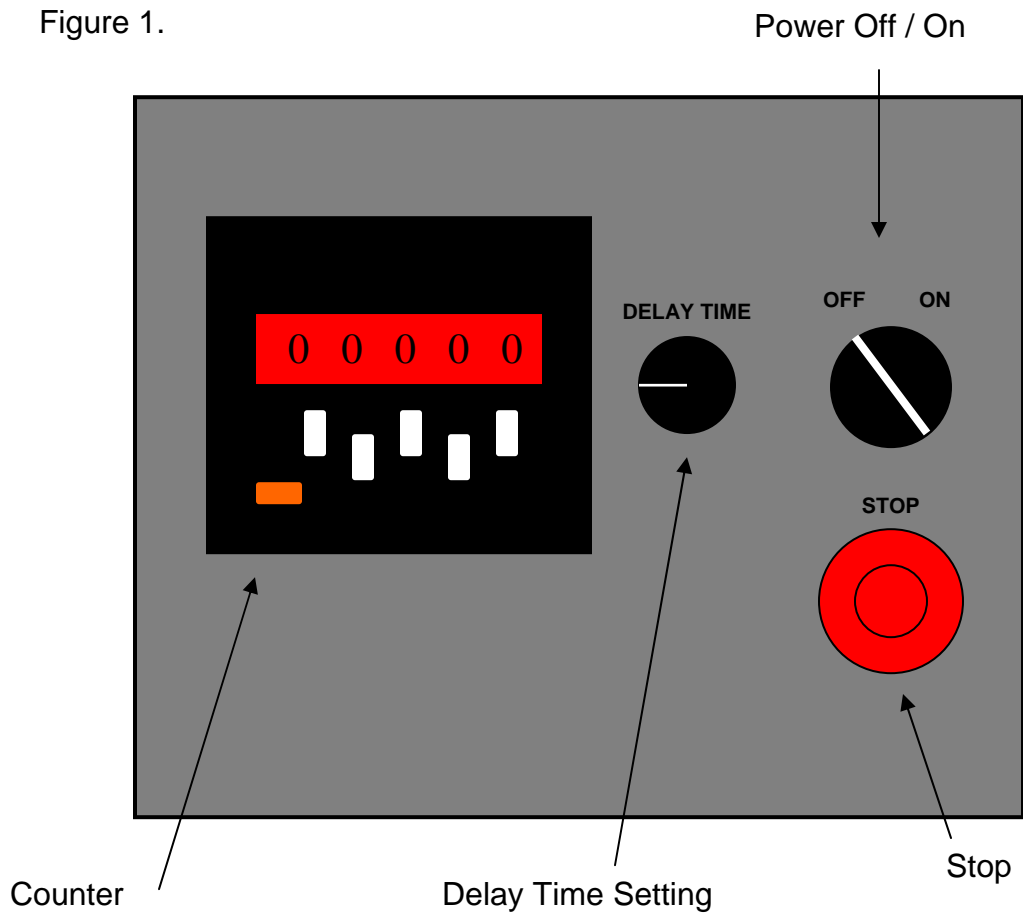 Figure 1.
Power Off / On
OFF ON
DELAY TIME
0 0 0 0 0
STOP
Stop
Counter
Delay Time Setting